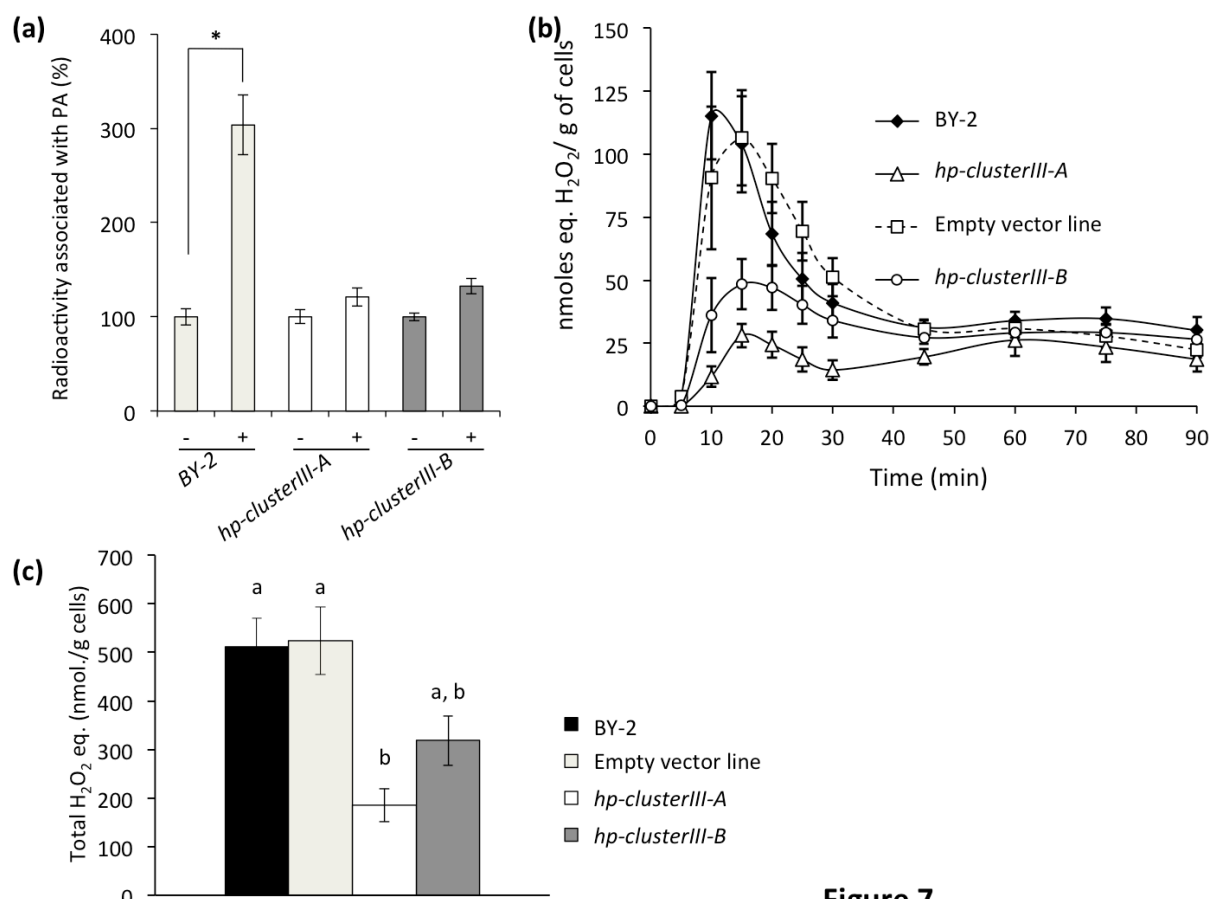 (a)
Radioactivity associated with PA (%)
400
300
200
100
0
*
- + - + - +
BY-2
hp-clusterIII-A
hp-clusterIII-B
(b)
nmoles eq. H₂O₂/ g of cells
150
125
100
75
50
25
0
0 10 20 30 40 50 60 70 80 90
Time (min)
BY-2
hp-clusterIII-A
Empty vector line
hp-clusterIII-B
(c)
Total H₂O₂ eq. (nmol./g cells)
700
600
500
400
300
200
100
0
a a b a, b
BY-2
Empty vector line
hp-clusterIII-A
hp-clusterIII-B
Figure 7